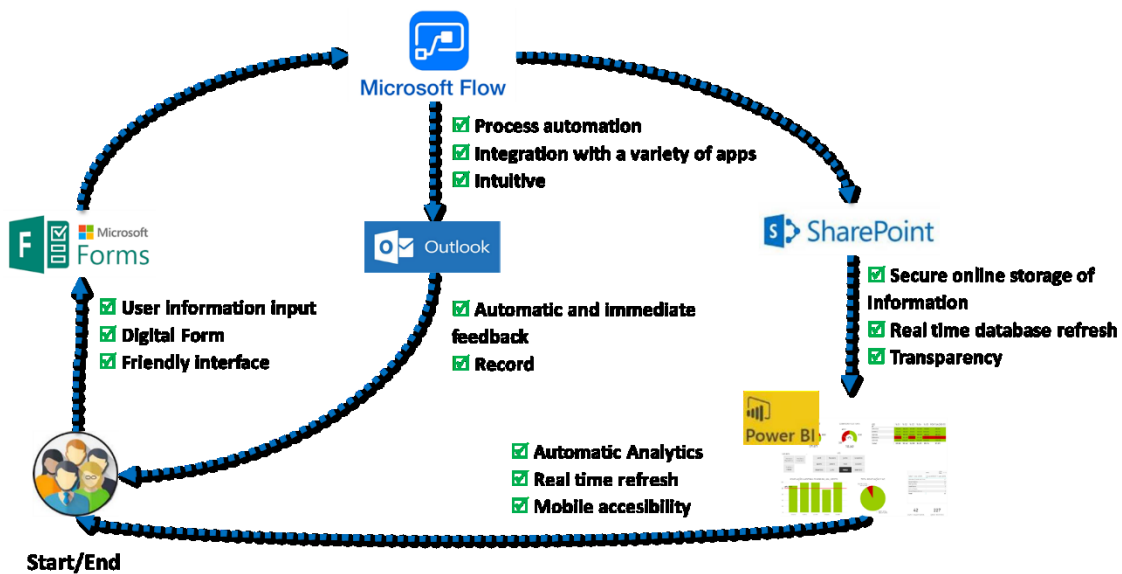 Microsoft Flow
Process automation
Integration with a variety of apps
Intuitive
F
Microsoft
Forms
Outlook
S
SharePoint
User information input
Digital Form
Friendly interface
Automatic and immediate
feedback
Record
Secure online storage of
Information
Real time database refresh
Transparency
Power BI
Automatic Analytics
Real time refresh
Mobile accesibility
Start/End